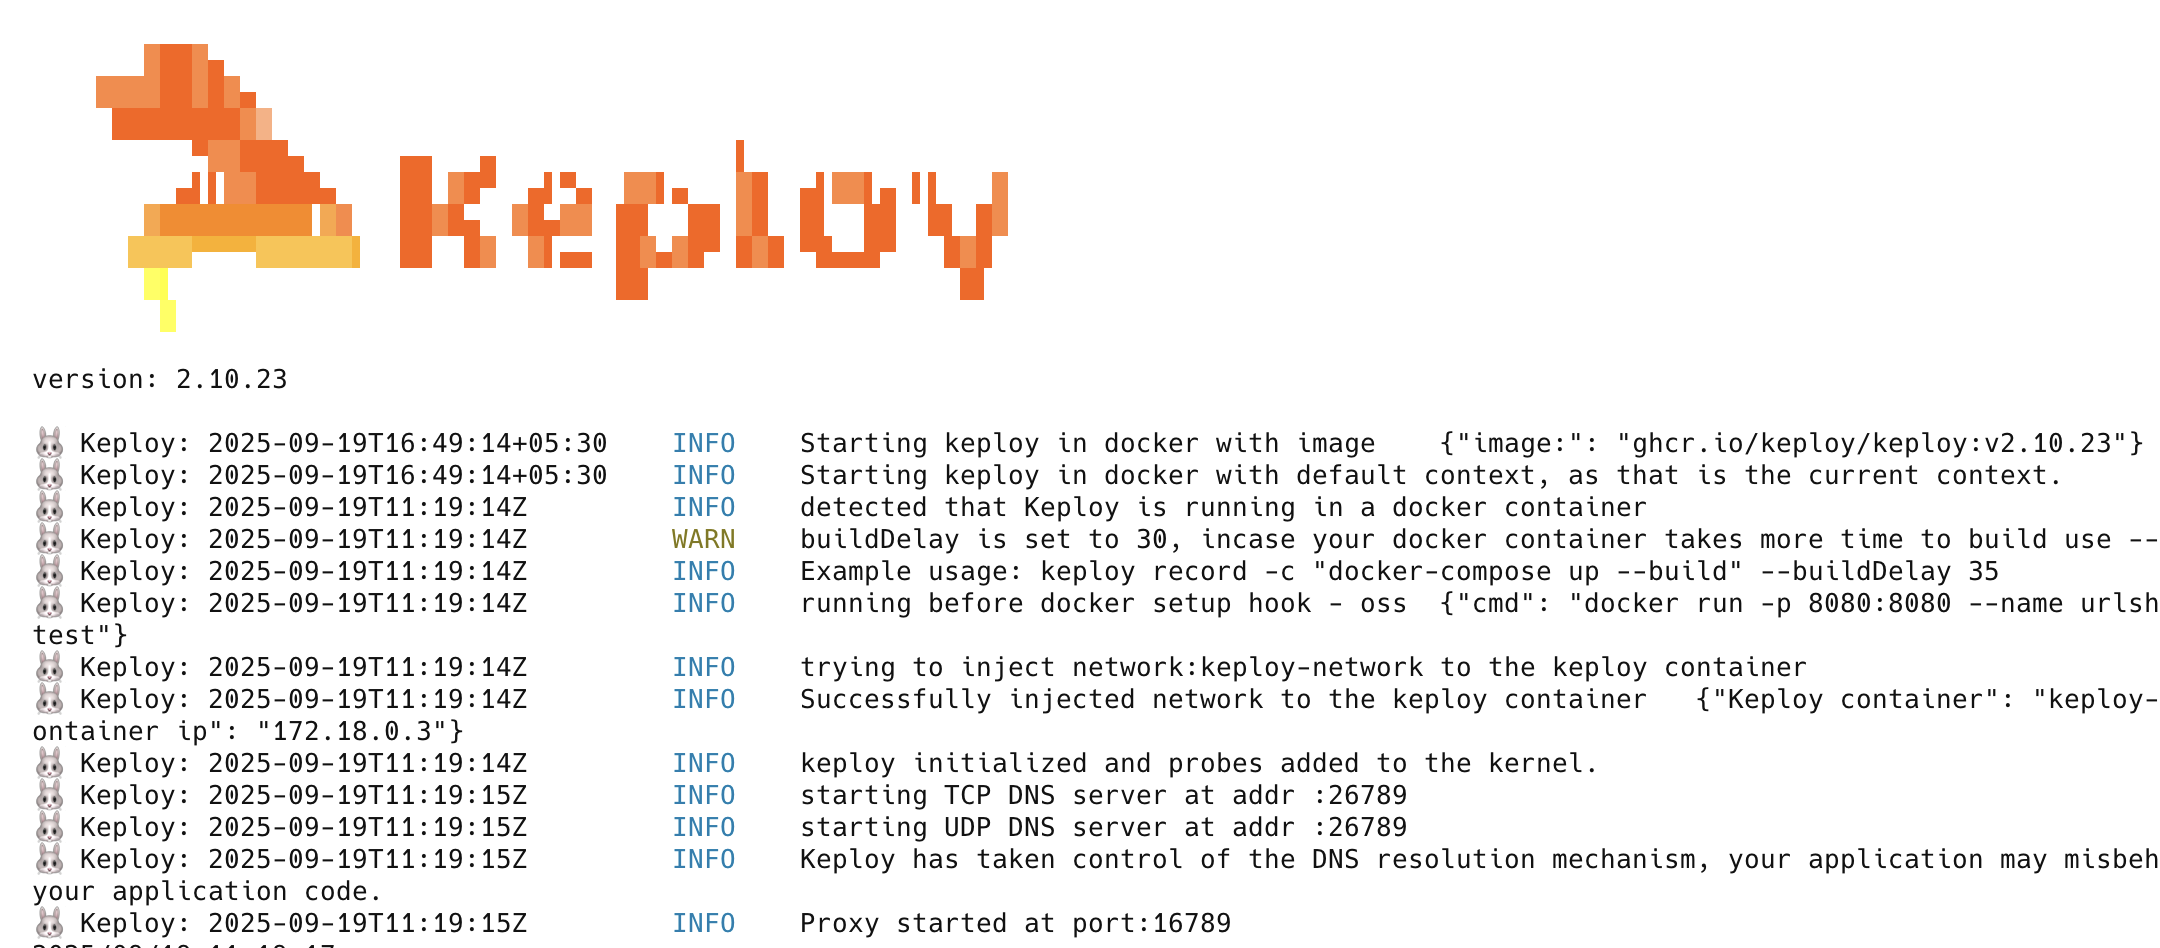 Keploy
version: 2.10.23
Keploy: 2025-09-19T16:49:14+05:30 INFO Starting keploy in docker with image {"image:": "ghcr.io/keploy/keploy:v2.10.23"}
Keploy: 2025-09-19T16:49:14+05:30 INFO Starting keploy in docker with default context, as that is the current context.
Keploy: 2025-09-19T11:19:14Z INFO detected that Keploy is running in a docker container
Keploy: 2025-09-19T11:19:14Z WARN buildDelay is set to 30, incase your docker container takes more time to build use --
Keploy: 2025-09-19T11:19:14Z INFO Example usage: keploy record -c "docker-compose up --build" --buildDelay 35
Keploy: 2025-09-19T11:19:14Z INFO running before docker setup hook - oss {"cmd": "docker run -p 8080:8080 --name urlsh
test"}
Keploy: 2025-09-19T11:19:14Z INFO trying to inject network:keploy-network to the keploy container
Keploy: 2025-09-19T11:19:14Z INFO Successfully injected network to the keploy container {"Keploy container": "keploy-
ontainer ip": "172.18.0.3"}
Keploy: 2025-09-19T11:19:14Z INFO keploy initialized and probes added to the kernel.
Keploy: 2025-09-19T11:19:15Z INFO starting TCP DNS server at addr :26789
Keploy: 2025-09-19T11:19:15Z INFO starting UDP DNS server at addr :26789
Keploy: 2025-09-19T11:19:15Z INFO Keploy has taken control of the DNS resolution mechanism, your application may misbeh
your application code.
Keploy: 2025-09-19T11:19:15Z INFO Proxy started at port:16789